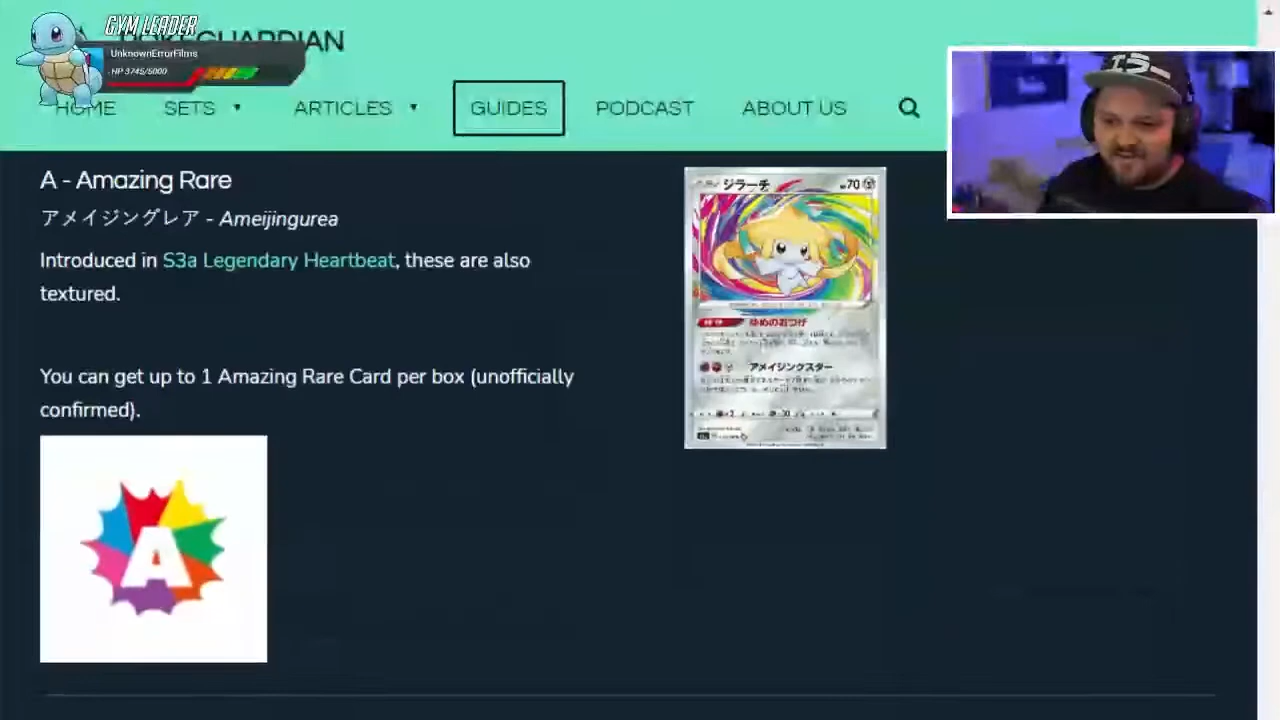 GYM LEADER
UnknownErrorFilms
HP 3745/5000
HOME
SETS
ARTICLES
GUIDES
PODCAST
ABOUT US
A - Amazing Rare
アメイジングレア - Ameijingurea
Introduced in S3a Legendary Heartbeat, these are also
textured.
You can get up to 1 Amazing Rare Card per box (unofficially
confirmed).
A
ジラーチ
70
ゆめのおつげ
アメイジングスター